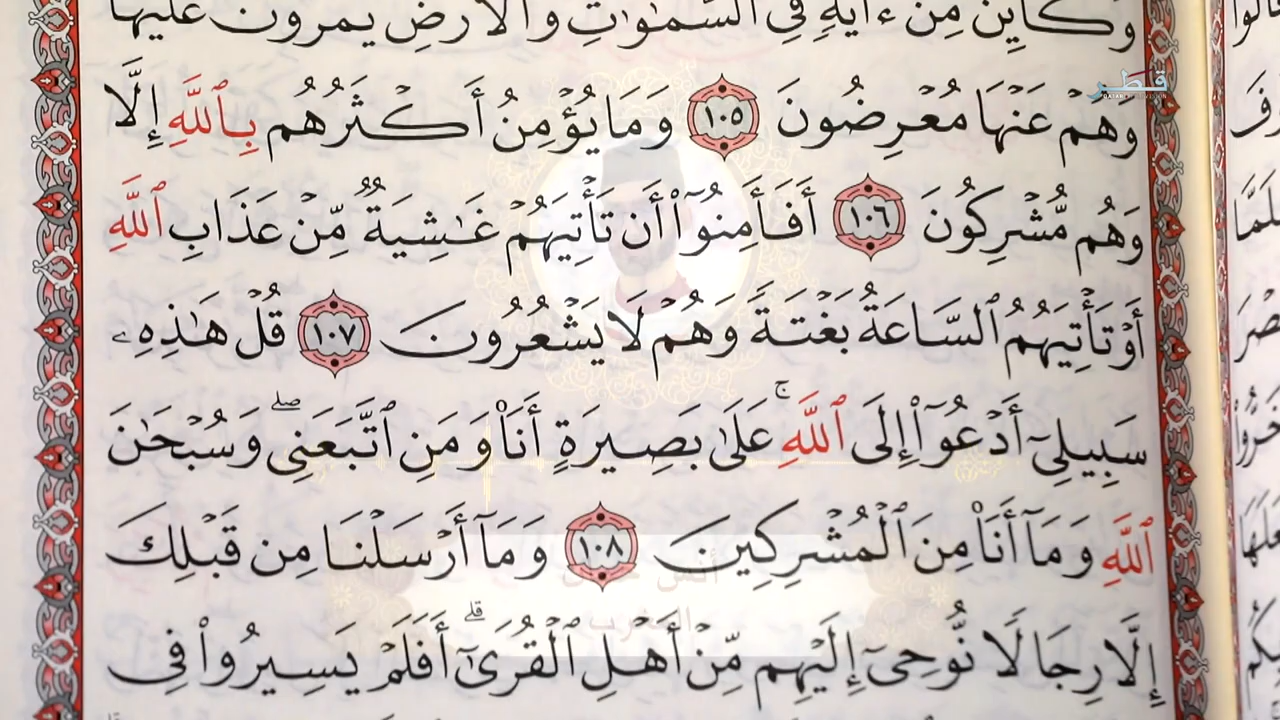 وَكَأَيِّن مِّنْ ءَايَةٍ فِى ٱلسَّمَٰوَٰتِ وَٱلْأَرْضِ يَمُرُّونَ عَلَيْهَا
وَهُمْ عَنْهَا مُعْرِضُونَ ١٠٥ وَمَا يُؤْمِنُ أَكْثَرُهُم بِٱللَّهِ إِلَّا
وَهُم مُّشْرِكُونَ ١٠٦ أَفَأَمِنُوٓا۟ أَن تَأْتِيَهُمْ غَٰشِيَةٌ مِّنْ عَذَابِ ٱللَّهِ
أَوْ تَأْتِيَهُمُ ٱلسَّاعَةُ بَغْتَةً وَهُمْ لَا يَشْعُرُونَ ١٠٧ قُلْ هَٰذِهِۦ
سَبِيلِىٓ أَدْعُوٓا۟ إِلَى ٱللَّهِ ۚ عَلَىٰ بَصِيرَةٍ أَنَا۠ وَمَنِ ٱتَّبَعَنِى ۖ وَسُبْحَٰنَ
ٱللَّهِ وَمَآ أَنَا۠ مِنَ ٱلْمُشْرِكِينَ ١٠٨ وَمَآ أَرْسَلْنَا مِن قَبْلِكَ
إِلَّا رِجَالًا نُّوحِىٓ إِلَيْهِم مِّنْ أَهْلِ ٱلْقُرَىٰٓ ۗ أَفَلَمْ يَسِيرُوا۟ فِى
قطر